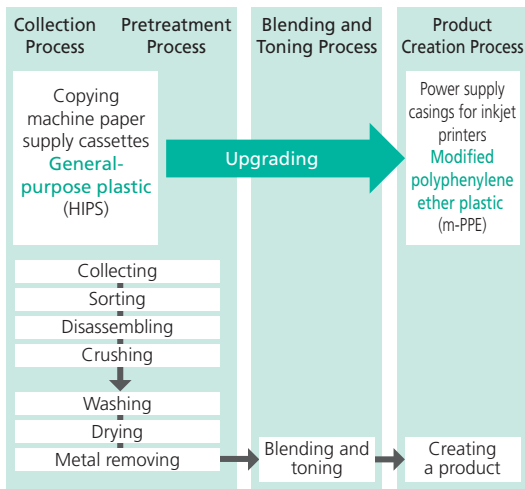 Collection
Process
Pretreatment
Process
Blending and
Toning Process
Product
Creation Process
Copying
machine paper
supply cassettes
General-
purpose plastic
(HIPS)
Upgrading
Power supply
casings for inkjet
printers
Modified
polyphenylene
ether plastic
(m-PPE)
Collecting
Sorting
Disassembling
Crushing
Washing
Drying
Metal removing
Blending and
toning
Creating
a product